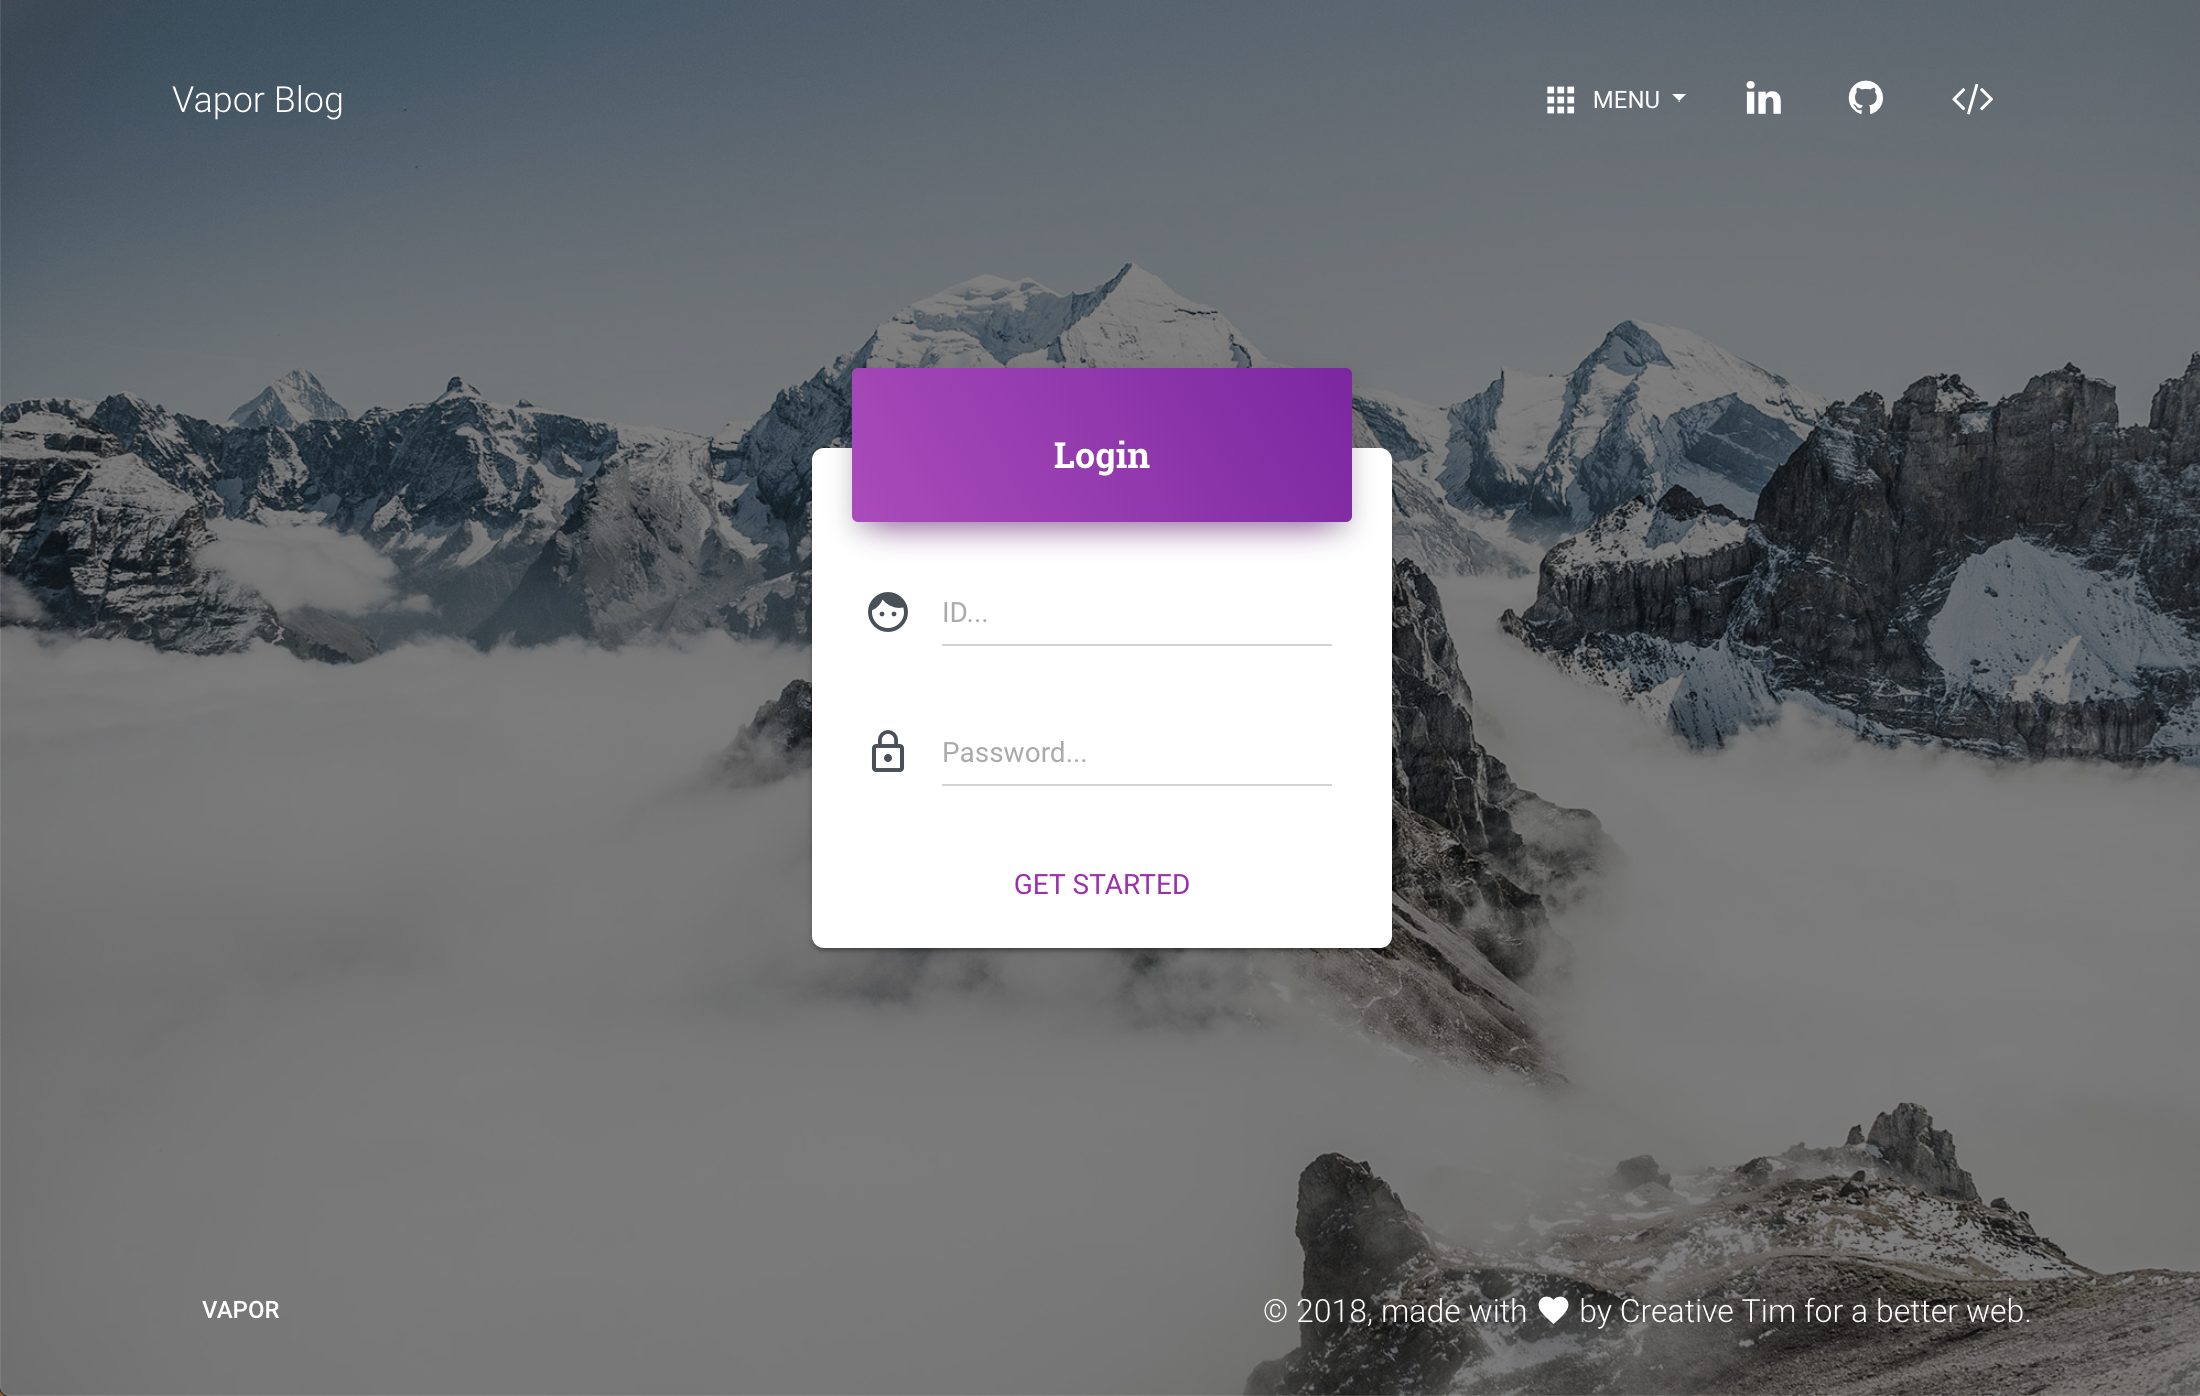 Vapor Blog
MENU
Login
ID...
Password...
GET STARTED
VAPOR
© 2018, made with ♥ by Creative Tim for a better web.